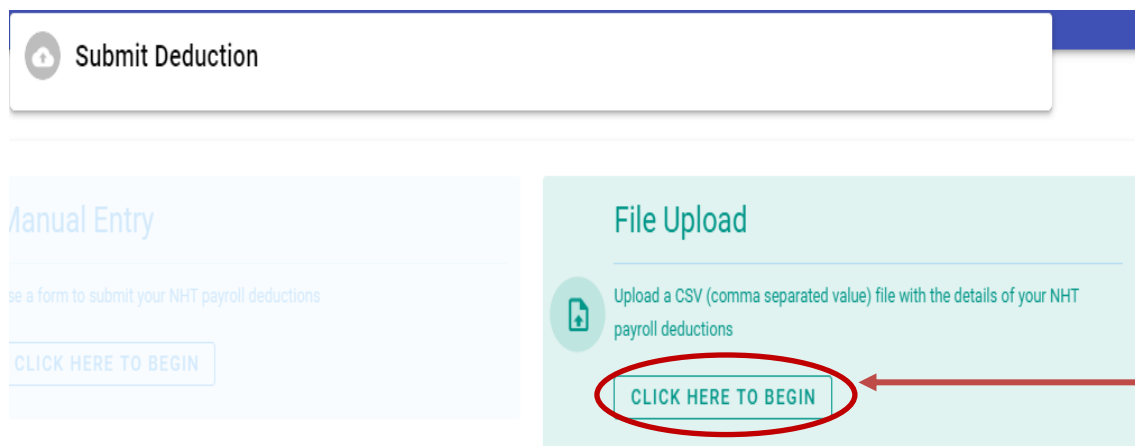 Submit Deduction
Manual Entry
se a form to submit your NHT payroll deductions
CLICK HERE TO BEGIN
File Upload
Upload a CSV (comma separated value) file with the details of your NHT
payroll deductions
CLICK HERE TO BEGIN